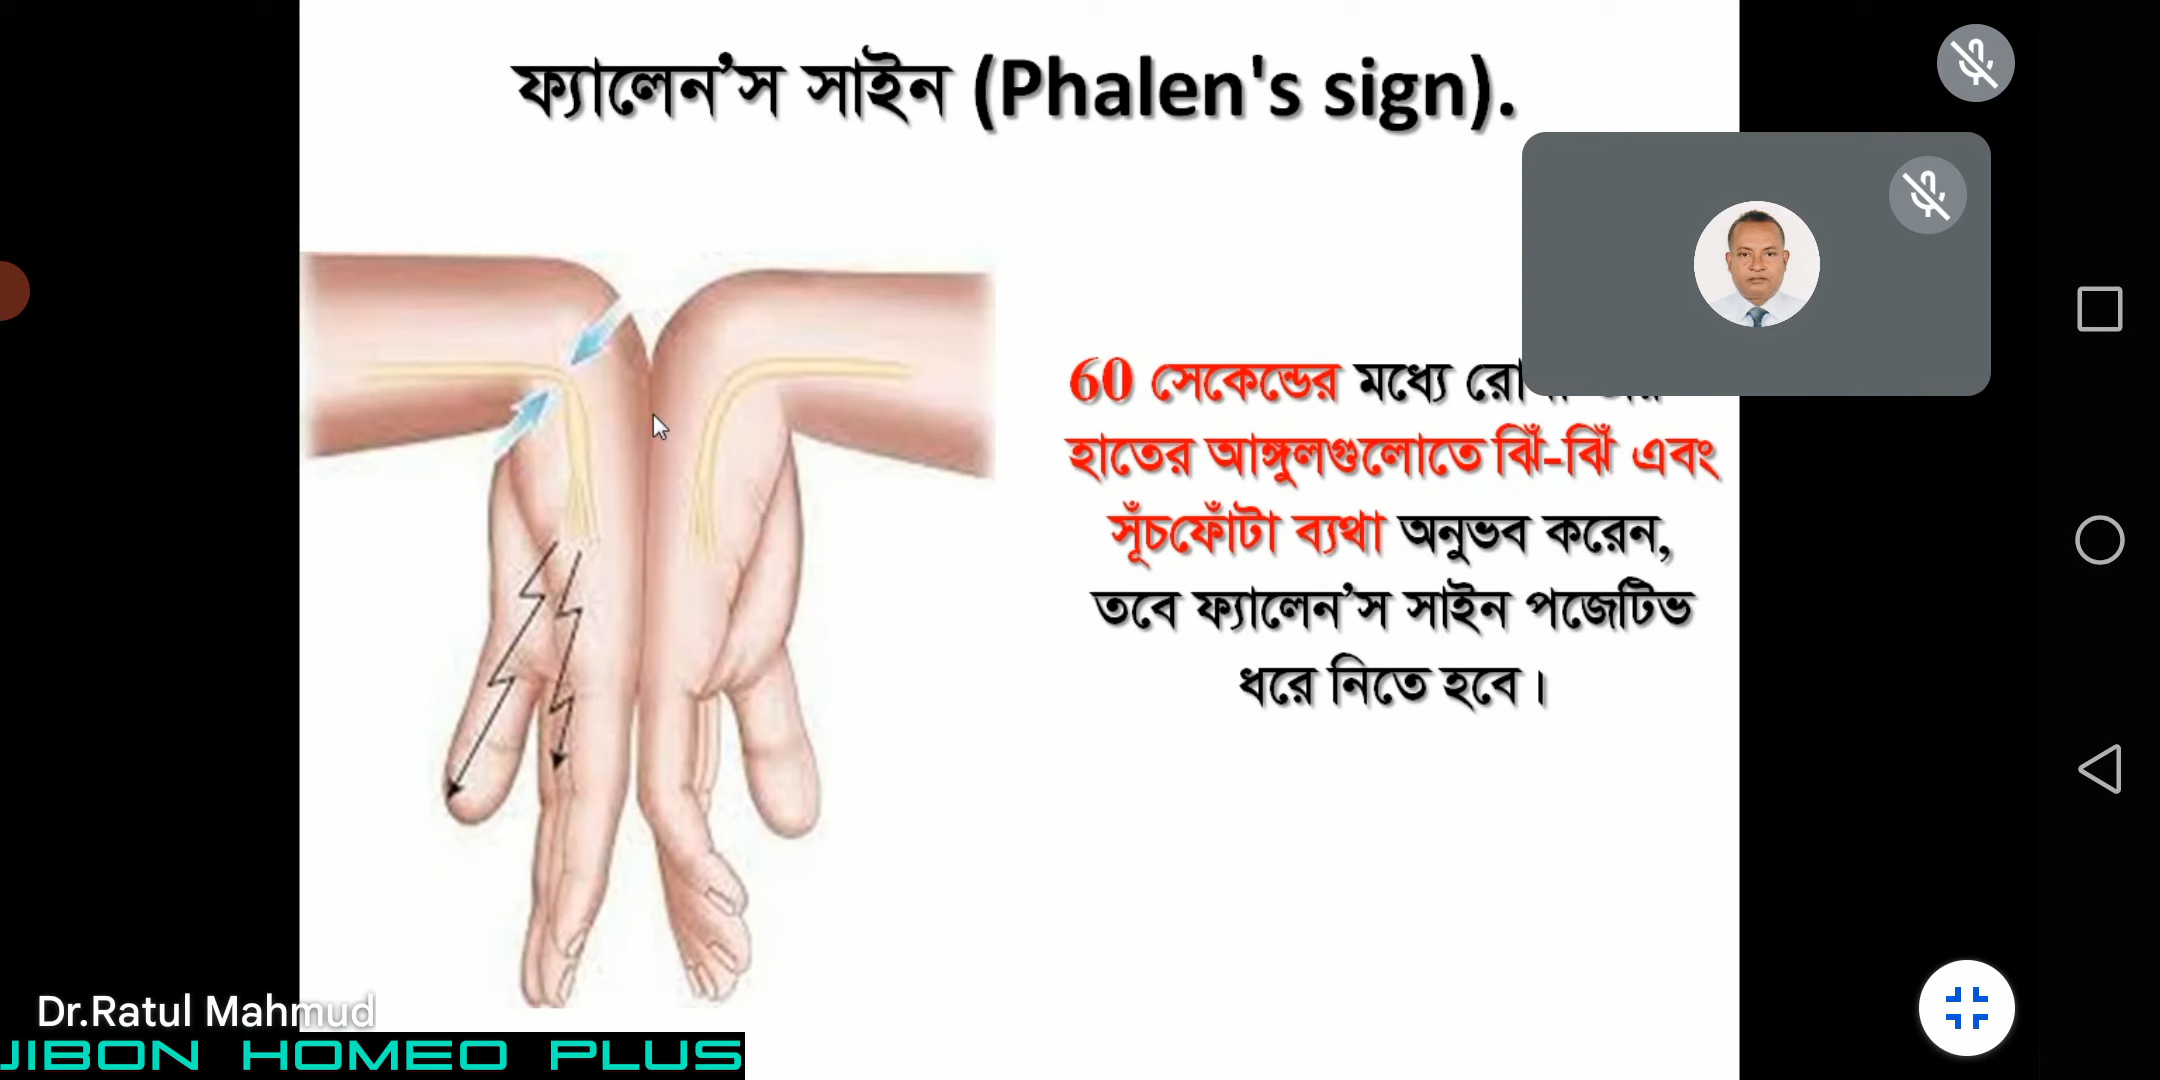 ফ্যালেন’স সাইন (Phalen's sign).
60 সেকেন্ডের মধ্যে
হাতের আঙ্গুলগুলোতে ঝিঁ-ঝিঁ এবং
সূঁচফোঁটা ব্যথা অনুভব করেন,
তবে ফ্যালেন’স সাইন পজেটিভ
ধরে নিতে হবে।
Dr.Ratul Mahmud
JIBON HOMEO PLUS